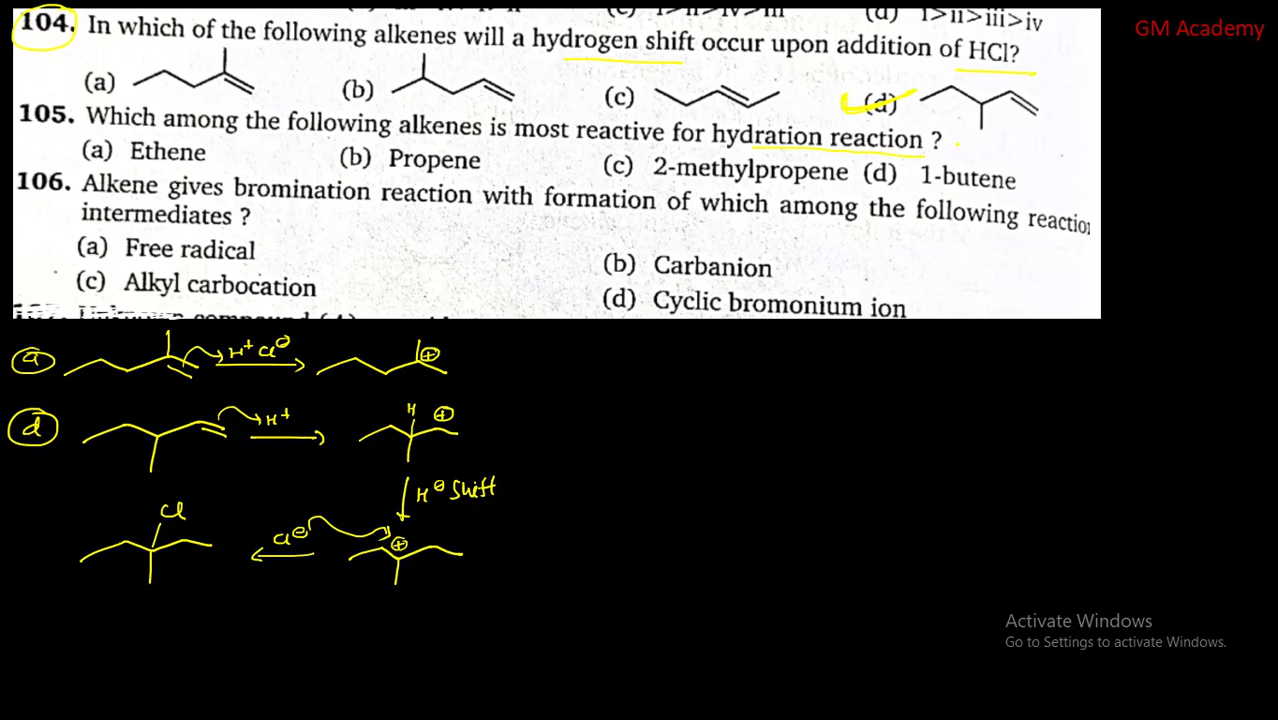 (d) I>ii>iii>iv
GM Academy
104. In which of the following alkenes will a hydrogen shift occur upon addition of HCl?
(a) (b) (c) (d)
105. Which among the following alkenes is most reactive for hydration reaction ?
(a) Ethene (b) Propene (c) 2-methylpropene (d) 1-butene
106. Alkene gives bromination reaction with formation of which among the following reaction
intermediates ?
(a) Free radical (b) Carbanion
(c) Alkyl carbocation (d) Cyclic bromonium ion
a H+ Cl⊖ ⊕
d H+ H ⊕
H⊖ Shift
Cl Cl⊖ ⊕
Activate Windows
Go to Settings to activate Windows.